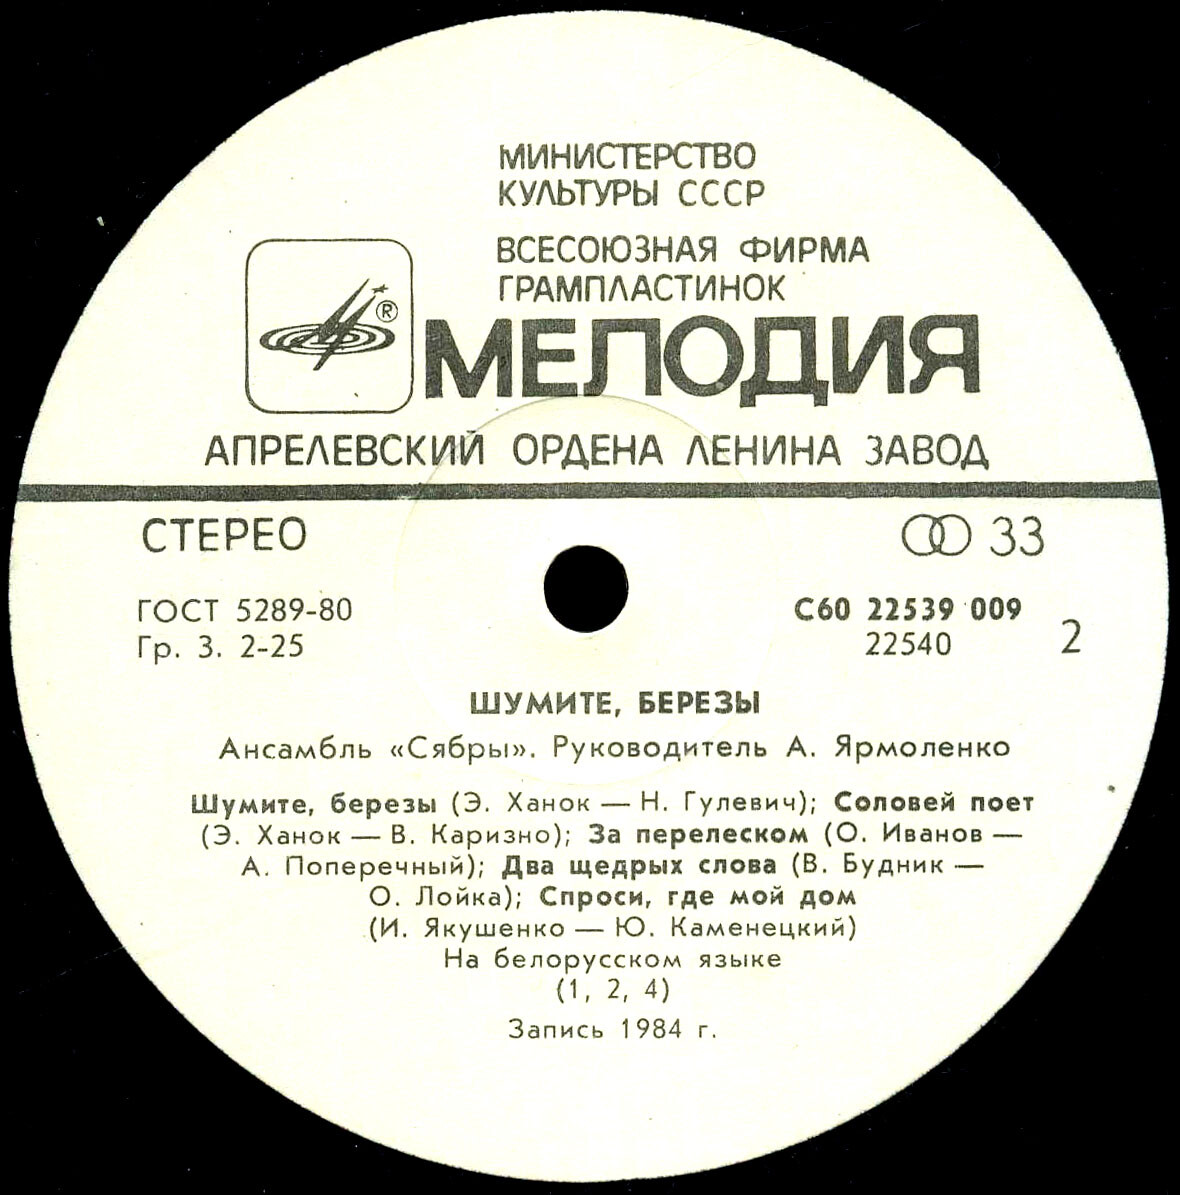 МИНИСТЕРСТВО
КУЛЬТУРЫ СССР
ВСЕСОЮЗНАЯ ФИРМА
ГРАМПЛАСТИНОК
®
МЕЛОДИЯ
АПРЕЛЕВСКИЙ ОРДЕНА ЛЕНИНА ЗАВОД
СТЕРЕО
33
ГОСТ 5289-80
С60 22539 009
Гр. 3. 2-25
22540
2
ШУМИТЕ, БЕРЕЗЫ
Ансамбль «Сябры». Руководитель А. Ярмоленко
Шумите, березы (Э. Ханок — Н. Гулевич); Соловей поет
(Э. Ханок — В. Каризно); За перелеском (О. Иванов —
А. Поперечный); Два щедрых слова (В. Будник —
О. Лойка); Спроси, где мой дом
(И. Якушенко — Ю. Каменецкий)
На белорусском языке
(1, 2, 4)
Запись 1984 г.